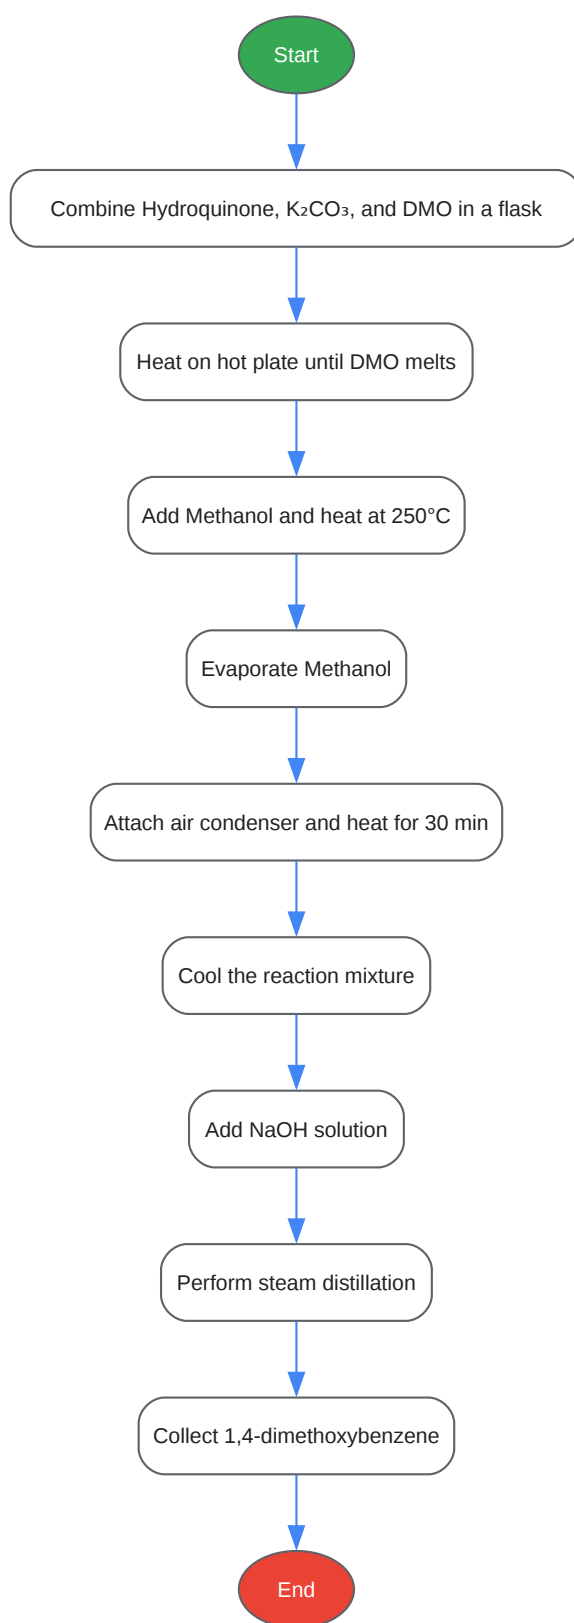 Start
Combine Hydroquinone, K₂CO₃, and DMO in a flask
Heat on hot plate until DMO melts
Add Methanol and heat at 250°C
Evaporate Methanol
Attach air condenser and heat for 30 min
Cool the reaction mixture
Add NaOH solution
Perform steam distillation
Collect 1,4-dimethoxybenzene
End